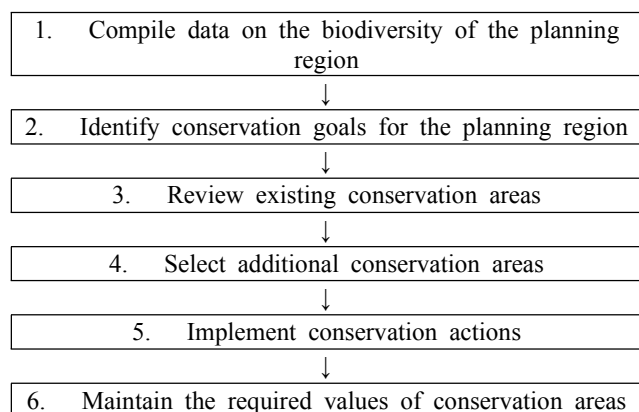 1. Compile data on the biodiversity of the planning
region
↓
2. Identify conservation goals for the planning region
↓
3. Review existing conservation areas
↓
4. Select additional conservation areas
↓
5. Implement conservation actions
↓
6. Maintain the required values of conservation areas